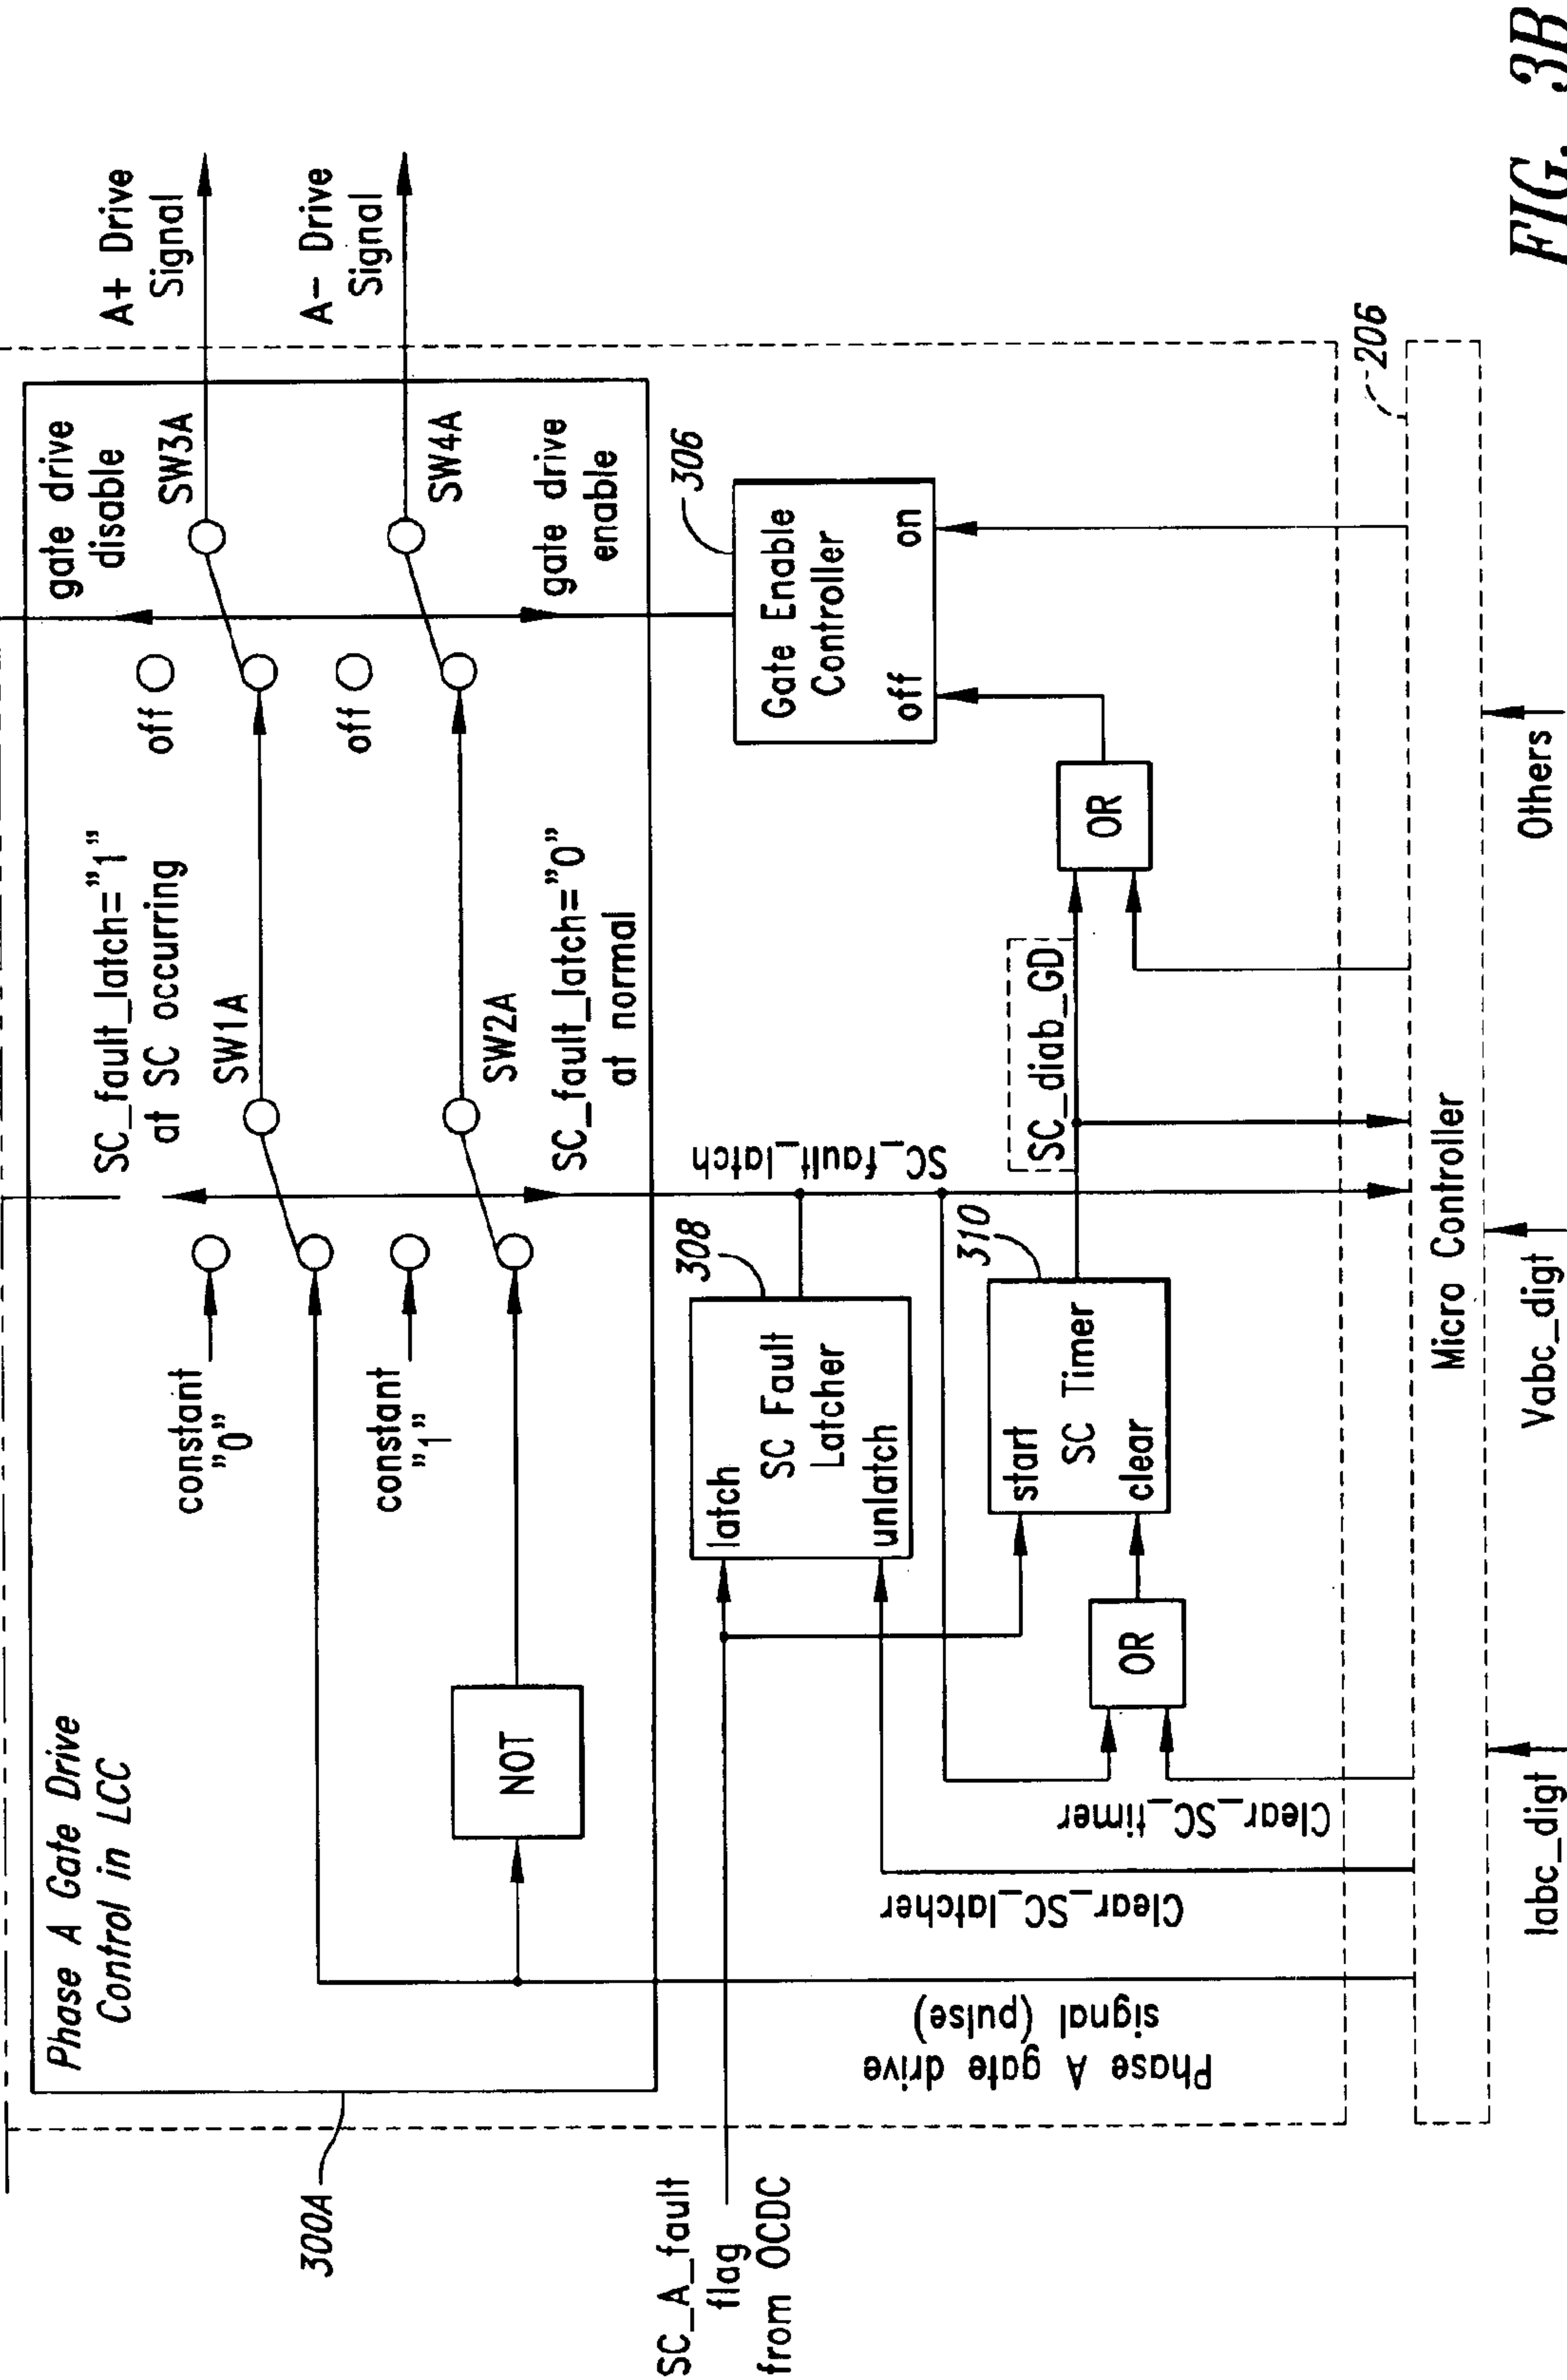 Phase A Gate Drive
Control in LCC
300A
constant
"0"
constant
"1"
NOT
SC_fault_latch="1"
at SC occurring
SW1A
SW2A
SC_fault_latch="0"
at normal
off
off
gate drive
disable
SW3A
SW4A
gate drive
enable
A+ Drive
Signal
A- Drive
Signal
SC_A_fault
flag
from OCDC
Phase A gate drive
signal (pulse)
Clear_SC_latcher
Clear_SC_timer
latch
SC Fault
Latcher
unlatch
308
SC_fault_latch
OR
start
SC Timer
clear
310
SC_diab_GD
OR
Gate Enable
Controller
off
on
306
206
Micro Controller
Iabc_digt
Vabc_digt
Others
FIG. 3B